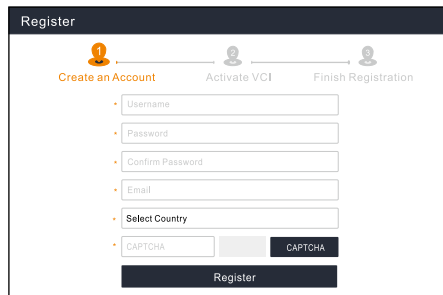 Register
1 2 3
Create an Account Activate VCI Finish Registration
* Username
* Password
* Confirm Password
* Email
* Select Country
* CAPTCHA CAPTCHA
Register